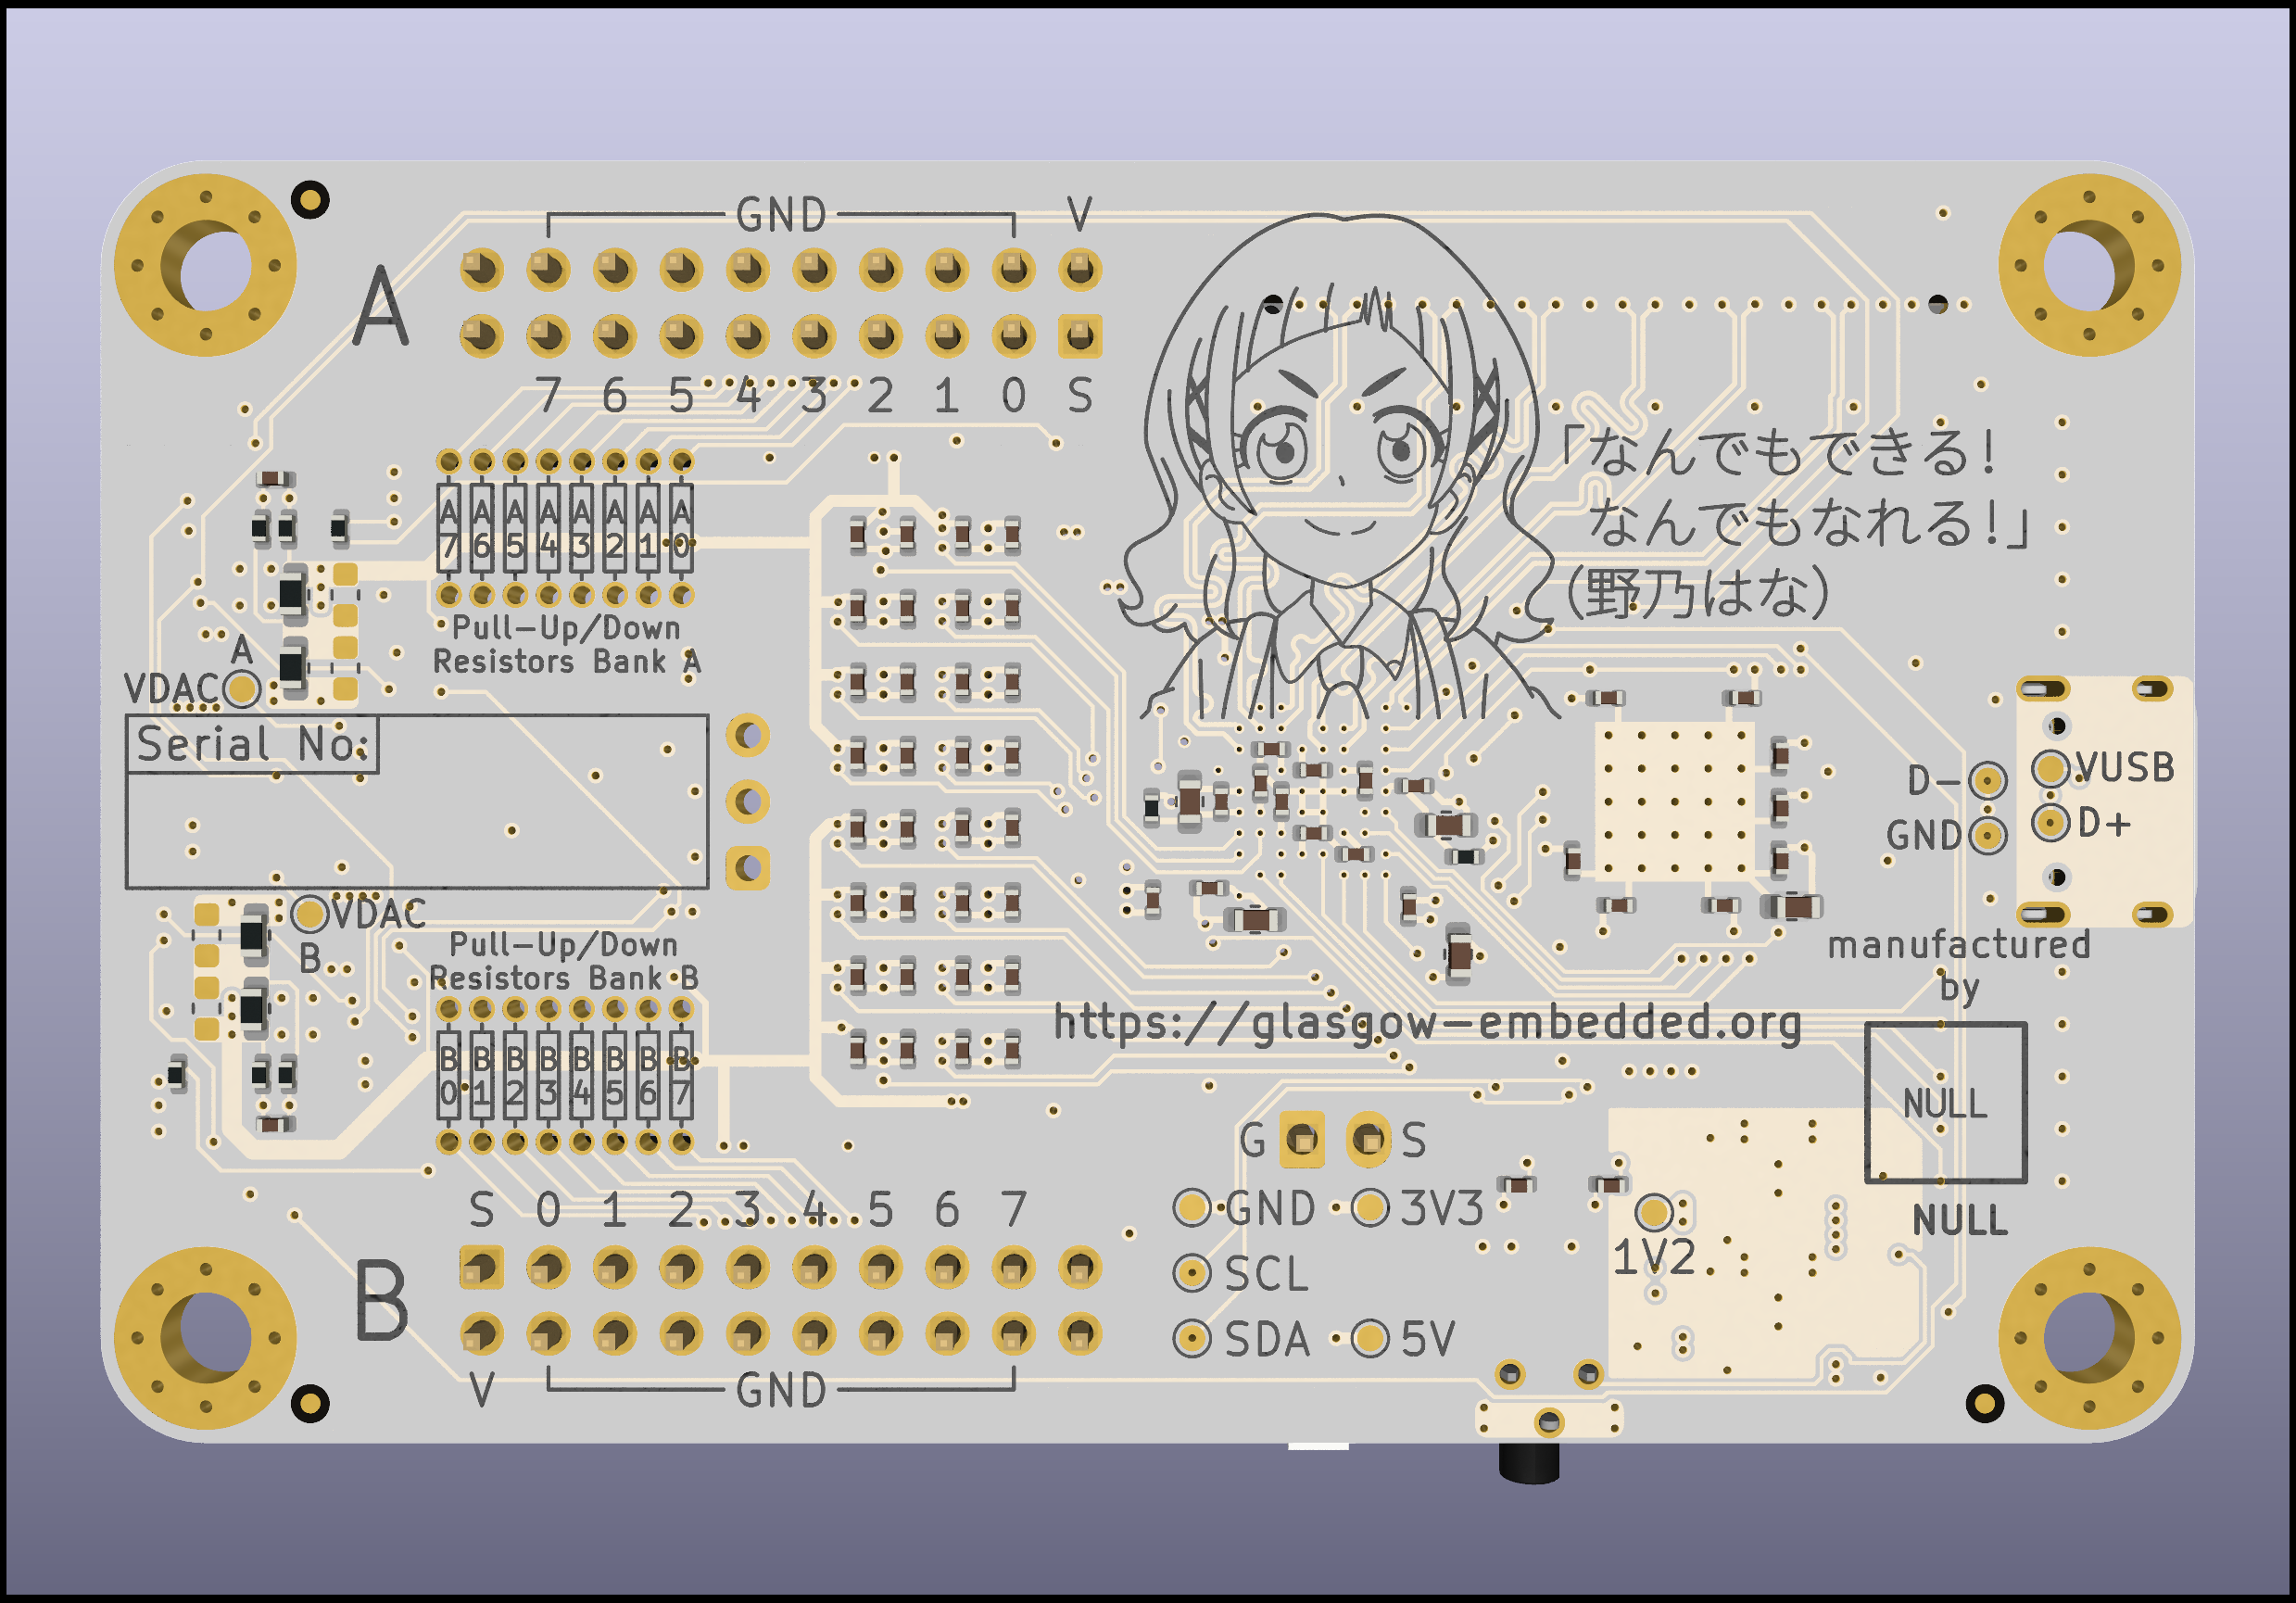 GND V
A
7 6 5 4 3 2 1 0 S
「なんでもできる!
なんでもなれる!」
(野乃はな)
A7 A6 A5 A4 A3 A2 A1 A0
Pull-Up/Down
Resistors Bank A
A
VDAC
Serial No:
D- VUSB
GND D+
VDAC
B
Pull-Up/Down
Resistors Bank B
manufactured
by
https://glasgow-embedded.org
B0 B1 B2 B3 B4 B5 B6 B7
NULL
G S
S 0 1 2 3 4 5 6 7
GND 3V3
NULL
SCL 1V2
B
SDA 5V
V GND